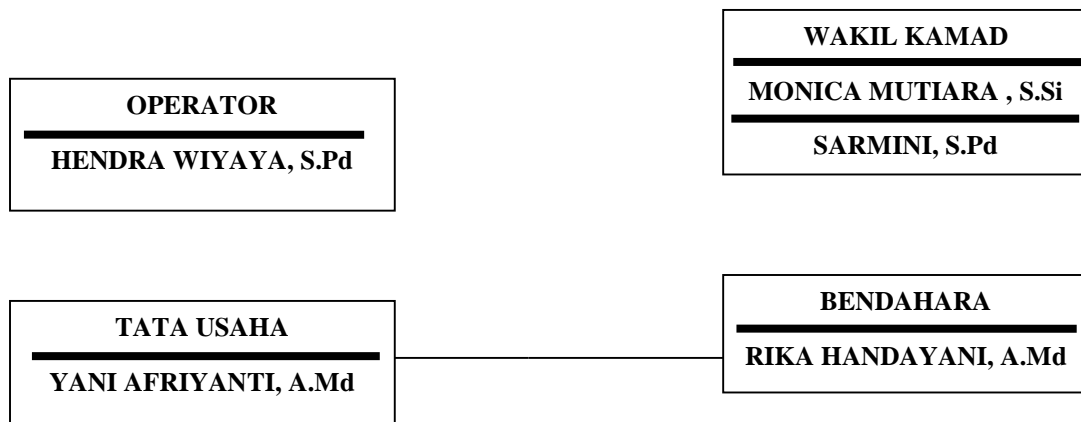 WAKIL KAMAD
MONICA MUTIARA , S.Si
SARMINI, S.Pd
OPERATOR
HENDRA WIYAYA, S.Pd
BENDAHARA
RIKA HANDAYANI, A.Md
TATA USAHA
YANI AFRIYANTI, A.Md